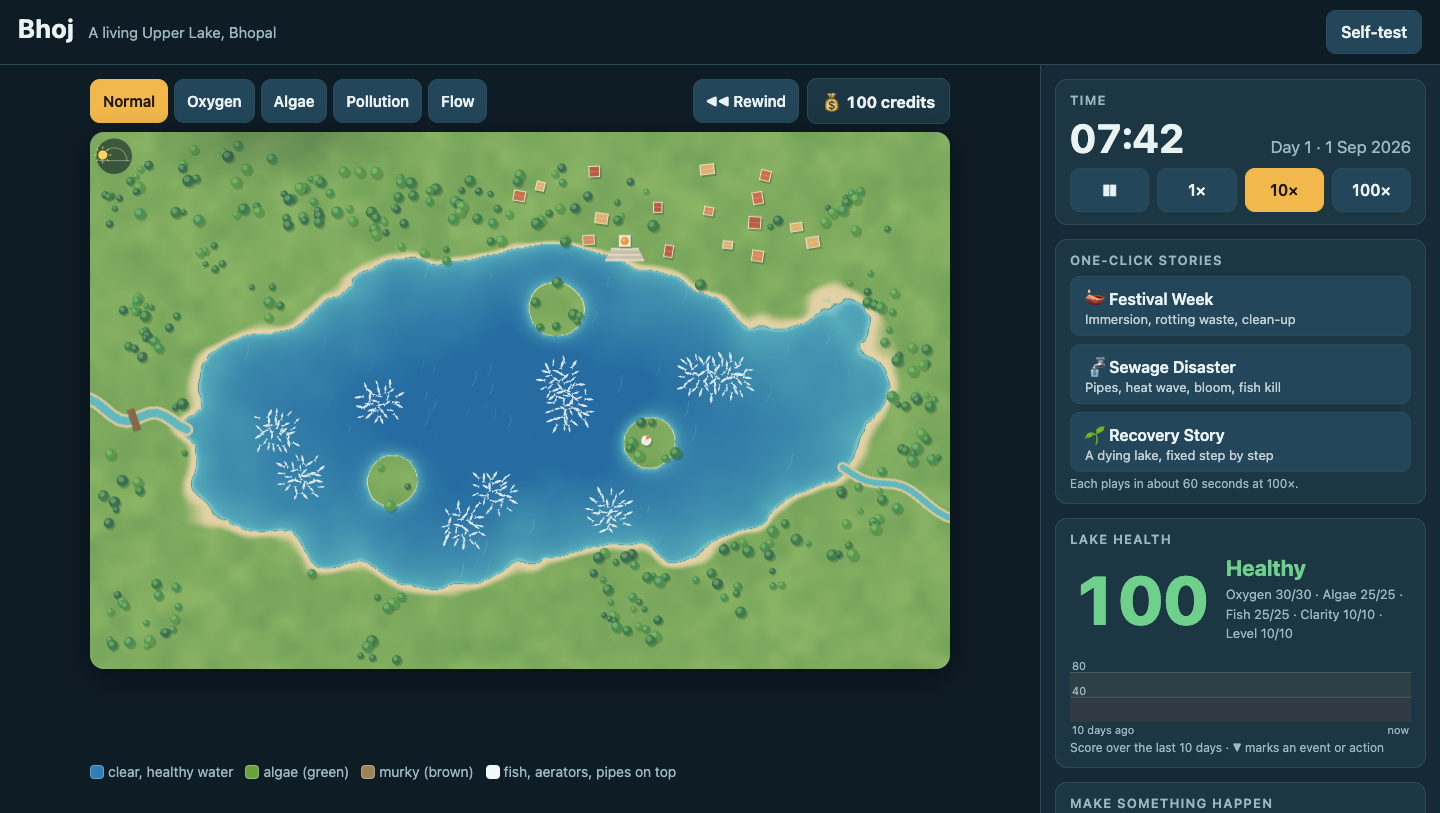 Bhoj A living Upper Lake, Bhopal
Self-test
Normal Oxygen Algae Pollution Flow
◀◀ Rewind
💰 100 credits
TIME
07:42
Day 1 · 1 Sep 2026
1× 10× 100×
ONE-CLICK STORIES
Festival Week
Immersion, rotting waste, clean-up
Sewage Disaster
Pipes, heat wave, bloom, fish kill
Recovery Story
A dying lake, fixed step by step
Each plays in about 60 seconds at 100×.
LAKE HEALTH
100
Healthy
Oxygen 30/30 · Algae 25/25 ·
Fish 25/25 · Clarity 10/10 ·
Level 10/10
80
40
10 days ago now
Score over the last 10 days · ▼ marks an event or action
MAKE SOMETHING HAPPEN
clear, healthy water algae (green) murky (brown) fish, aerators, pipes on top